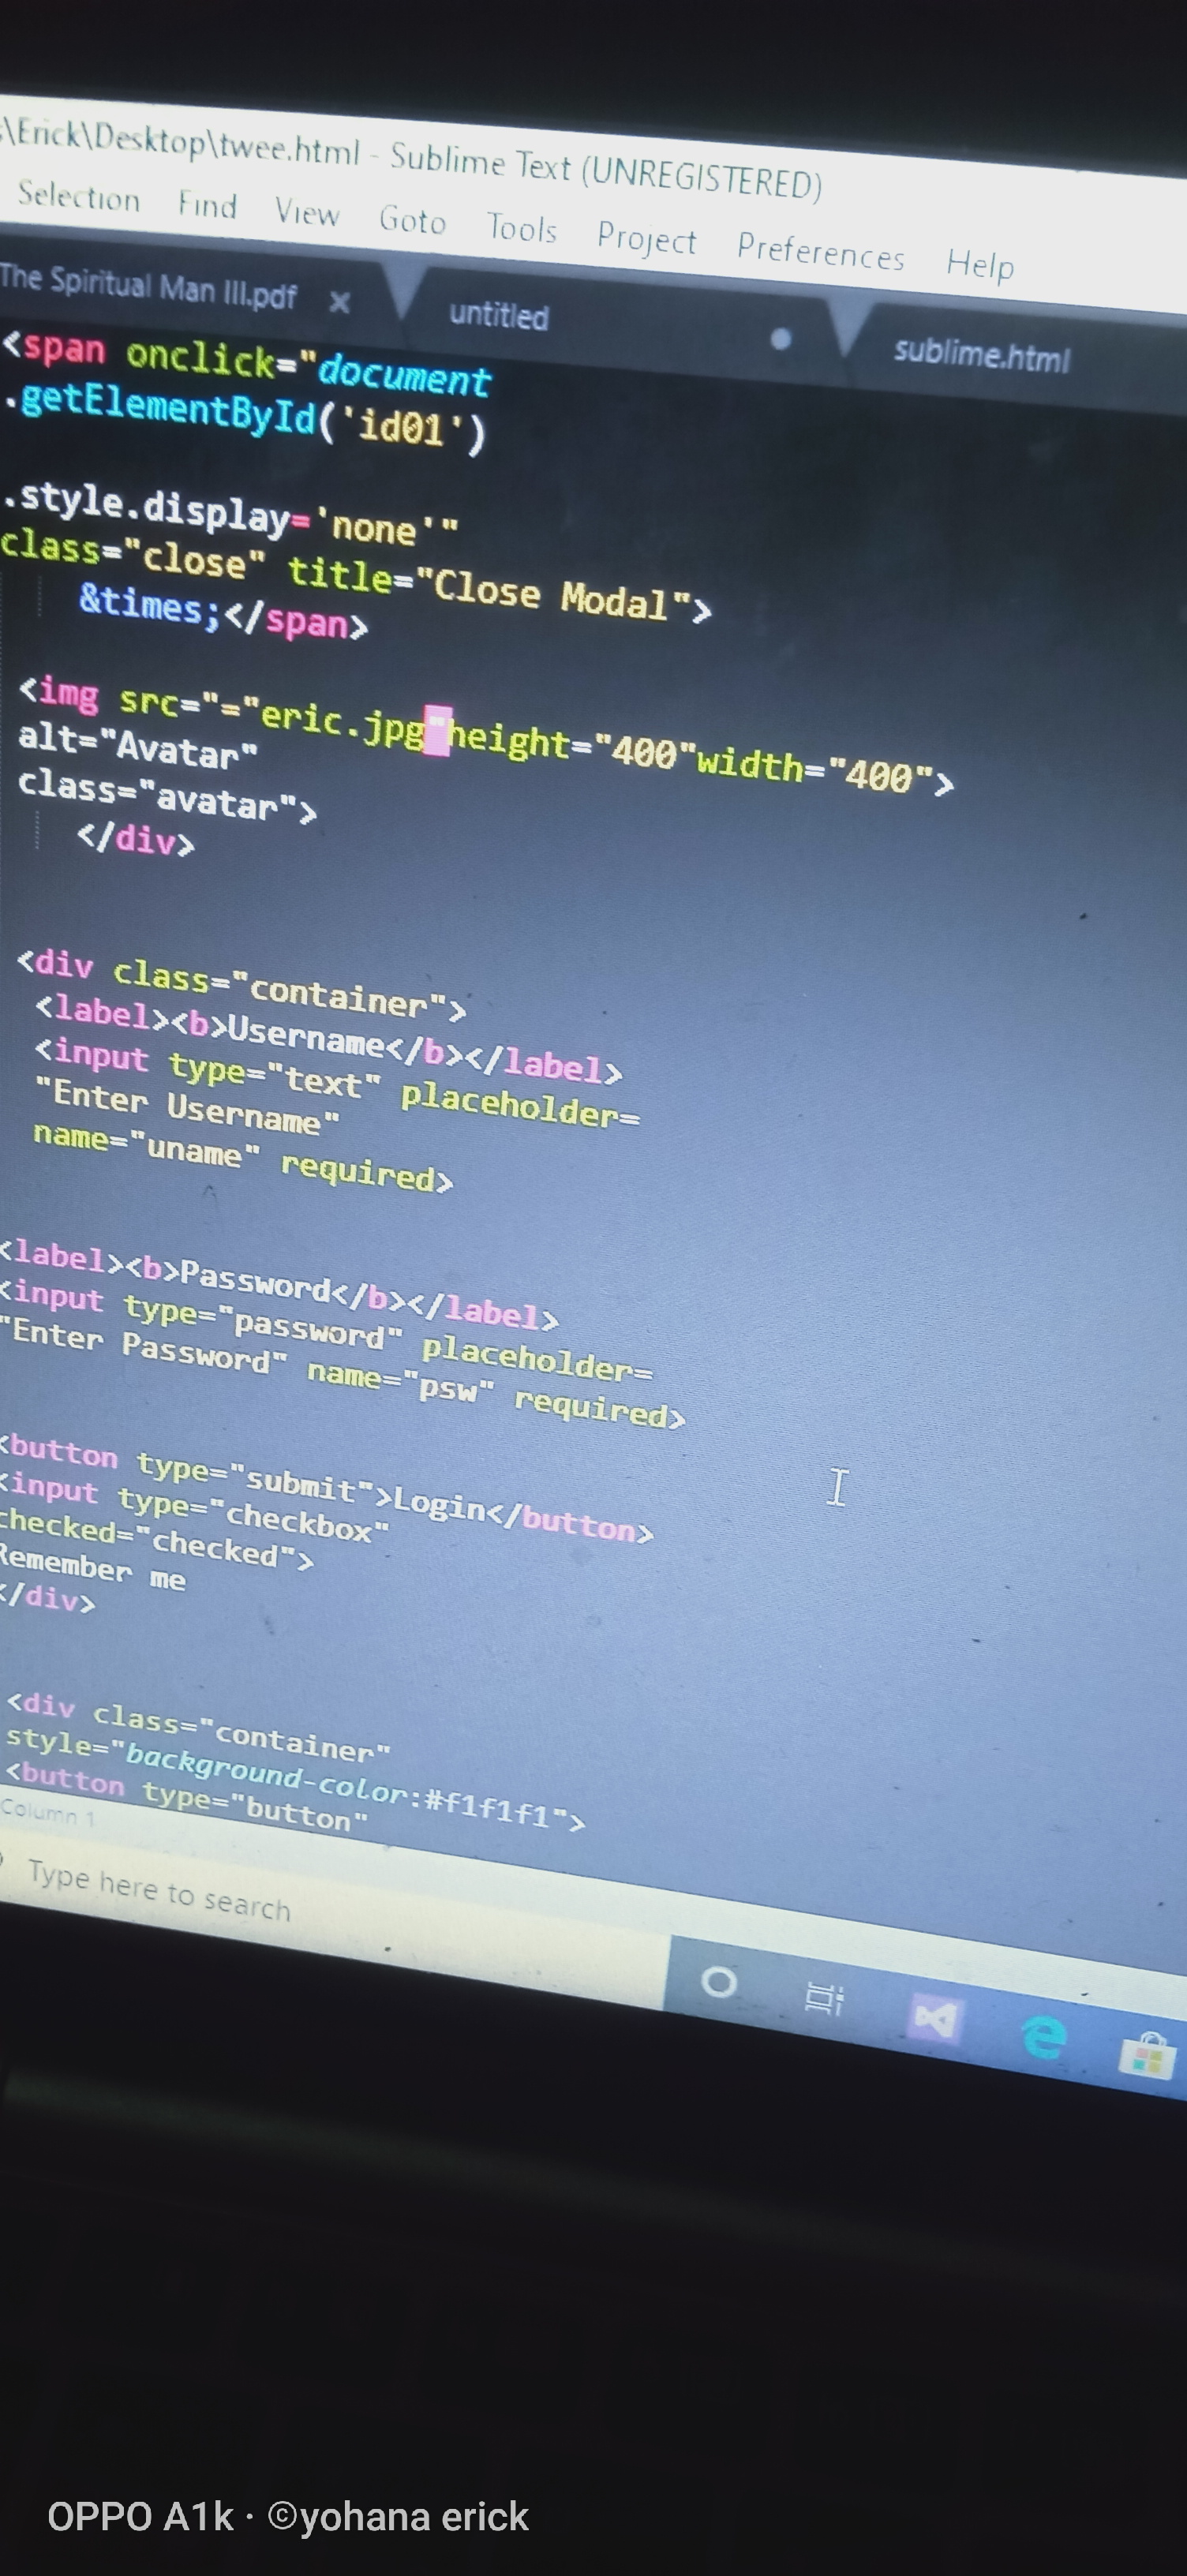 \Erick\Desktop\twee.html - Sublime Text (UNREGISTERED)
Selection Find View Goto Tools Project Preferences Help
The Spiritual Man III.pdf × untitled sublime.html
<span onclick="document
.getElementById('id01')
.style.display='none'"
class="close" title="Close Modal">
&times;</span>
<img src="="eric.jpg"height="400"width="400">
alt="Avatar"
class="avatar">
</div>
<div class="container">
<label><b>Username</b></label>
<input type="text" placeholder=
"Enter Username"
name="uname" required>
<label><b>Password</b></label>
<input type="password" placeholder=
"Enter Password" name="psw" required>
<button type="submit">Login</button>
<input type="checkbox"
checked="checked">
Remember me
</div>
<div class="container"
style="background-color:#f1f1f1">
<button type="button"
Column 1
Type here to search
OPPO A1k · ©yohana erick